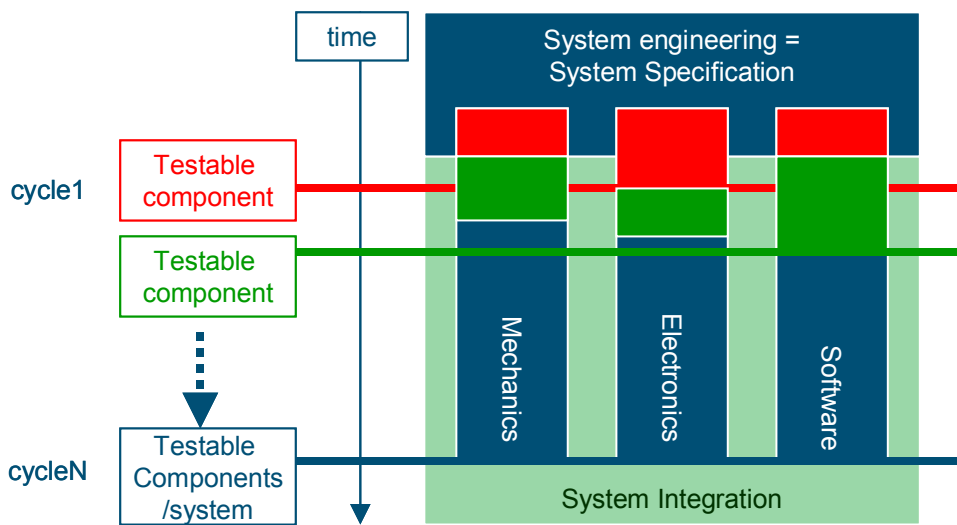 time
System engineering =
System Specification
cycle1
Testable
component
Testable
component
Mechanics
Electronics
Software
cycleN
Testable
Components
/system
System Integration